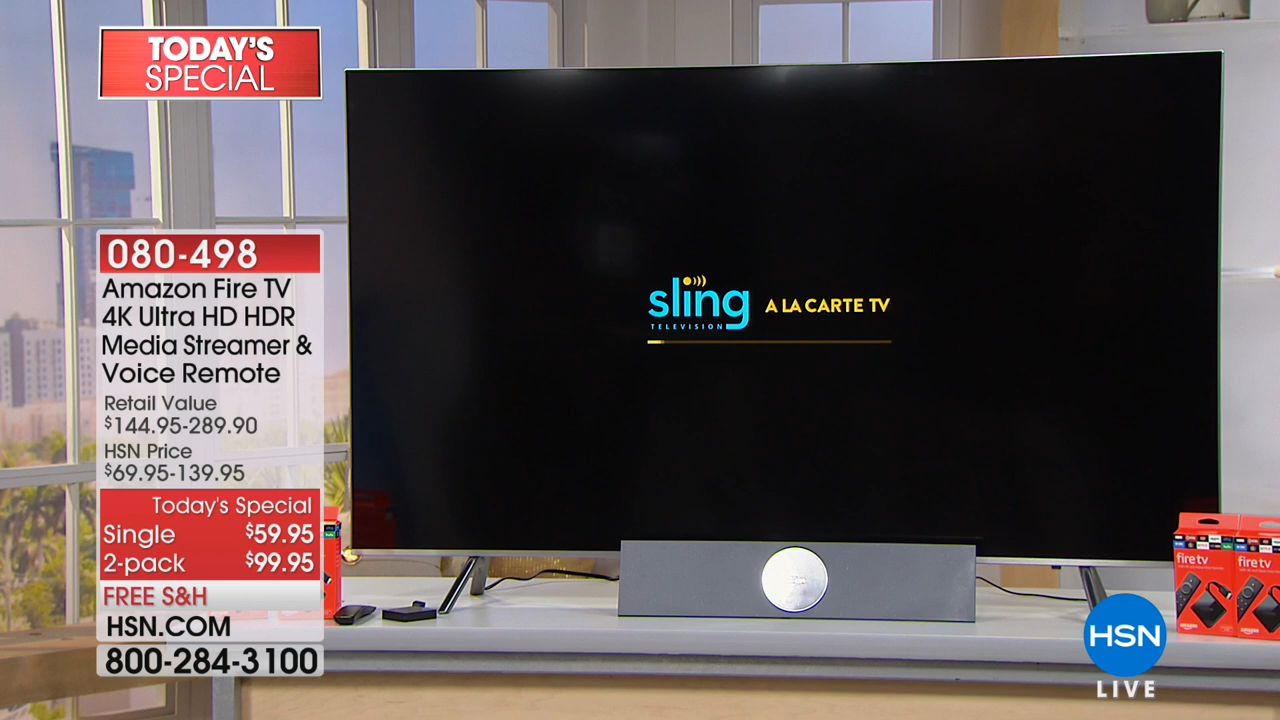 TODAY'S
SPECIAL
080-498
Amazon Fire TV
4K Ultra HD HDR
Media Streamer &
Voice Remote
Retail Value
$144.95-289.90
HSN Price
$69.95-139.95
Today's Special
Single $59.95
2-pack $99.95
FREE S&H
HSN.COM
800-284-3100
sling
TELEVISION
A LA CARTE TV
fire tv
fire tv
amazon
HSN
LIVE